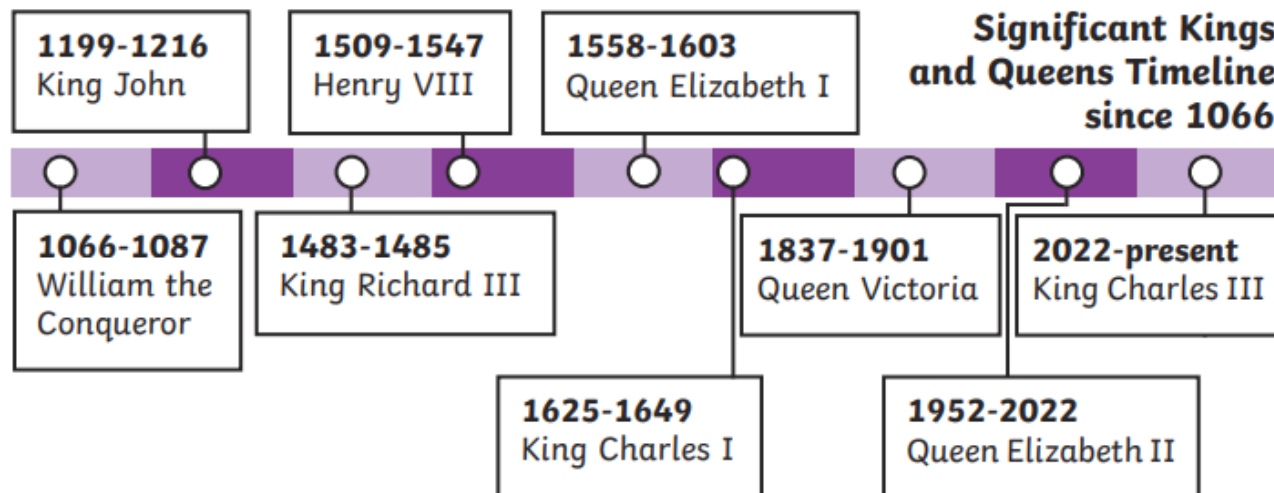 Significant Kings
and Queens Timeline
since 1066
1199-1216
King John
1509-1547
Henry VIII
1558-1603
Queen Elizabeth I
1066-1087
William the
Conqueror
1483-1485
King Richard III
1837-1901
Queen Victoria
2022-present
King Charles III
1625-1649
King Charles I
1952-2022
Queen Elizabeth II